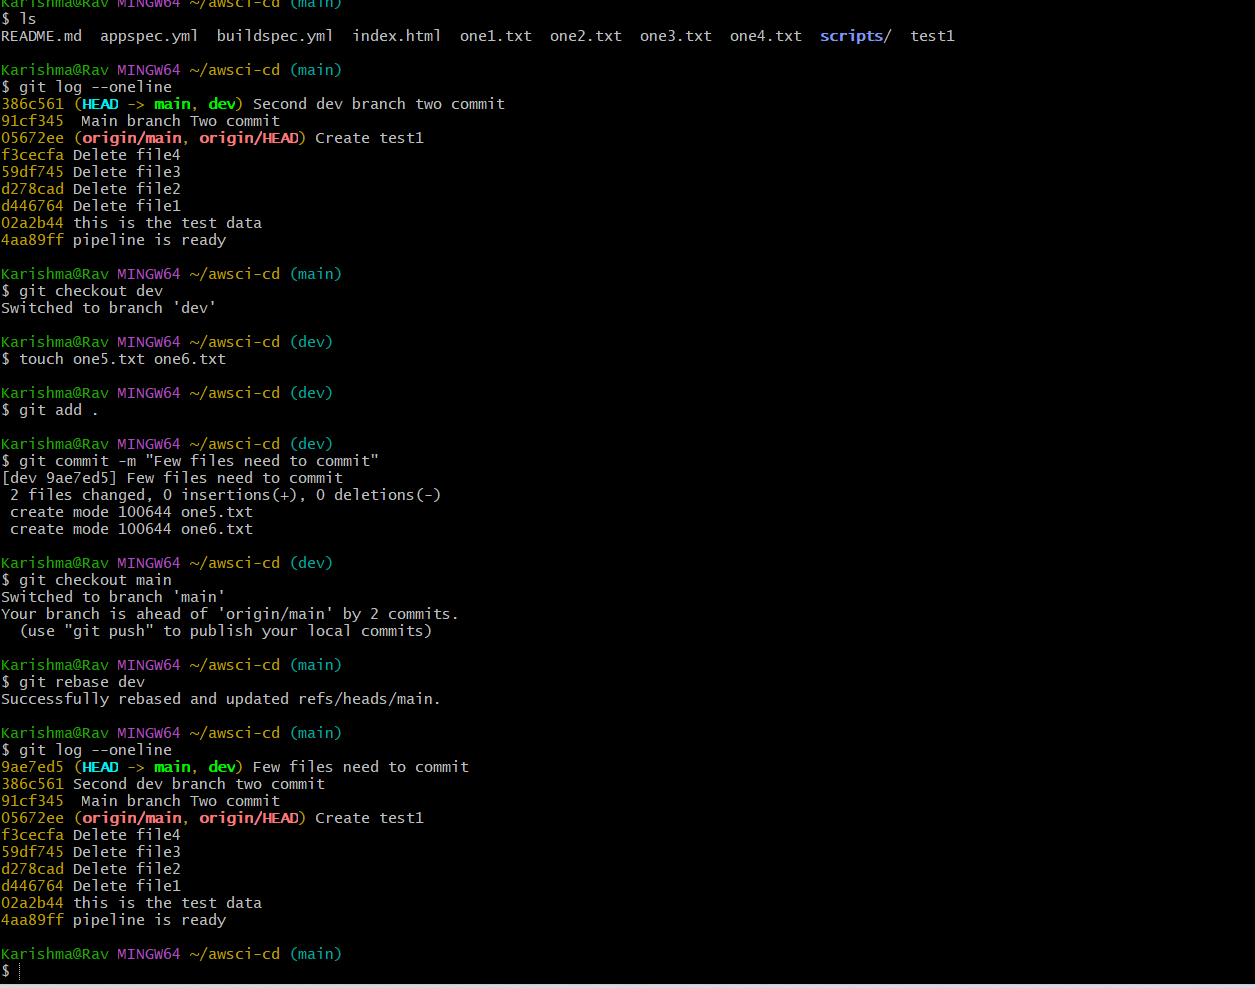 Karishma@Rav MINGW64 ~/awsci-cd (main)
$ ls
README.md  appspec.yml  buildspec.yml  index.html  one1.txt  one2.txt  one3.txt  one4.txt  scripts/  test1
Karishma@Rav MINGW64 ~/awsci-cd (main)
$ git log --oneline
386c561 (HEAD -> main, dev) Second dev branch two commit
91cf345  Main branch Two commit
05672ee (origin/main, origin/HEAD) Create test1
f3cecfa Delete file4
59df745 Delete file3
d278cad Delete file2
d446764 Delete file1
02a2b44 this is the test data
4aa89ff pipeline is ready
Karishma@Rav MINGW64 ~/awsci-cd (main)
$ git checkout dev
Switched to branch 'dev'
Karishma@Rav MINGW64 ~/awsci-cd (dev)
$ touch one5.txt one6.txt
Karishma@Rav MINGW64 ~/awsci-cd (dev)
$ git add .
Karishma@Rav MINGW64 ~/awsci-cd (dev)
$ git commit -m "Few files need to commit"
[dev 9ae7ed5] Few files need to commit
 2 files changed, 0 insertions(+), 0 deletions(-)
 create mode 100644 one5.txt
 create mode 100644 one6.txt
Karishma@Rav MINGW64 ~/awsci-cd (dev)
$ git checkout main
Switched to branch 'main'
Your branch is ahead of 'origin/main' by 2 commits.
  (use "git push" to publish your local commits)
Karishma@Rav MINGW64 ~/awsci-cd (main)
$ git rebase dev
Successfully rebased and updated refs/heads/main.
Karishma@Rav MINGW64 ~/awsci-cd (main)
$ git log --oneline
9ae7ed5 (HEAD -> main, dev) Few files need to commit
386c561 Second dev branch two commit
91cf345  Main branch Two commit
05672ee (origin/main, origin/HEAD) Create test1
f3cecfa Delete file4
59df745 Delete file3
d278cad Delete file2
d446764 Delete file1
02a2b44 this is the test data
4aa89ff pipeline is ready
Karishma@Rav MINGW64 ~/awsci-cd (main)
$